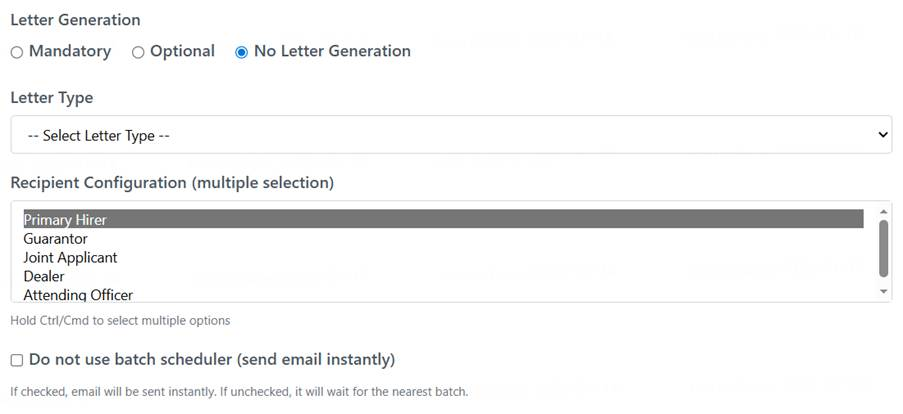 Letter Generation
Mandatory Optional No Letter Generation
Letter Type
-- Select Letter Type --
Recipient Configuration (multiple selection)
Primary Hirer
Guarantor
Joint Applicant
Dealer
Attending Officer
Hold Ctrl/Cmd to select multiple options
Do not use batch scheduler (send email instantly)
If checked, email will be sent instantly. If unchecked, it will wait for the nearest batch.